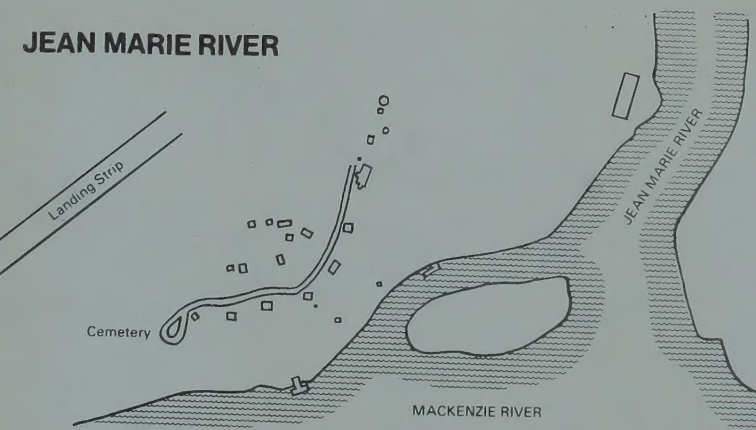 JEAN MARIE RIVER
Landing Strip
JEAN MARIE RIVER
Cemetery
MACKENZIE RIVER